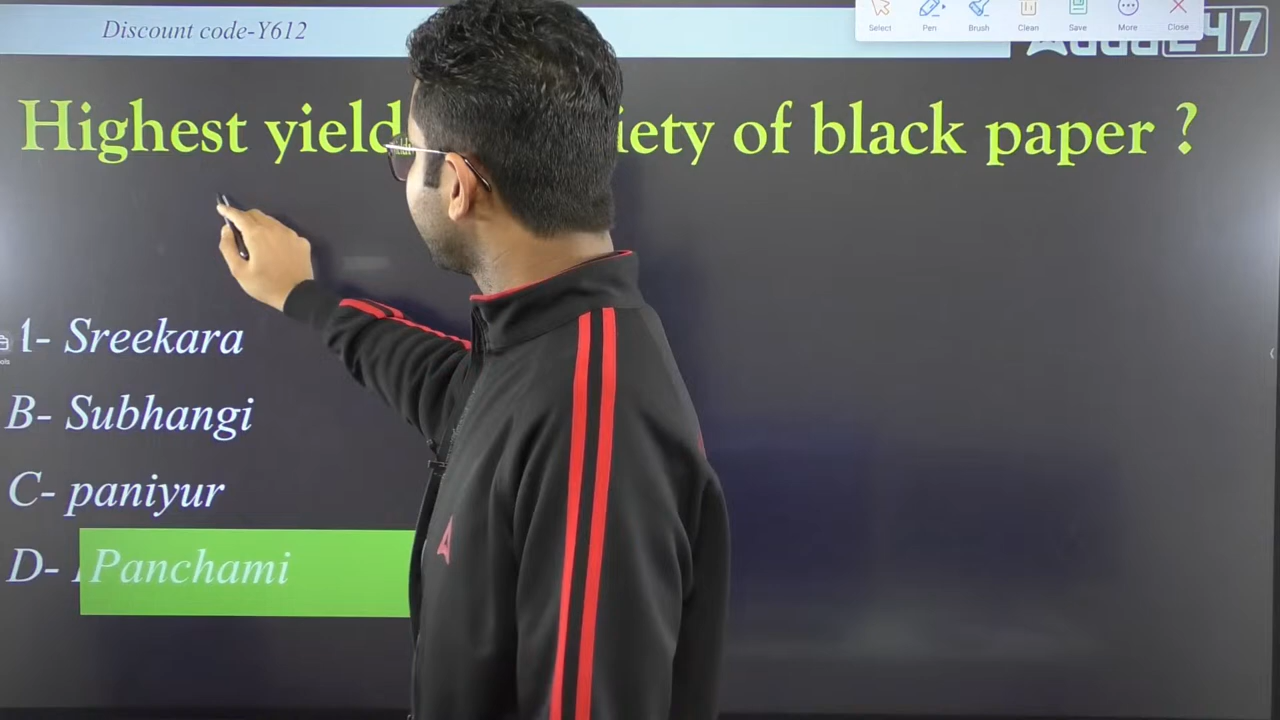 Discount code-Y612
Select Pen Brush Clean Save More Close
Highest yield iety of black paper ?
- Sreekara
B- Subhangi
C- paniyur
D- Panchami